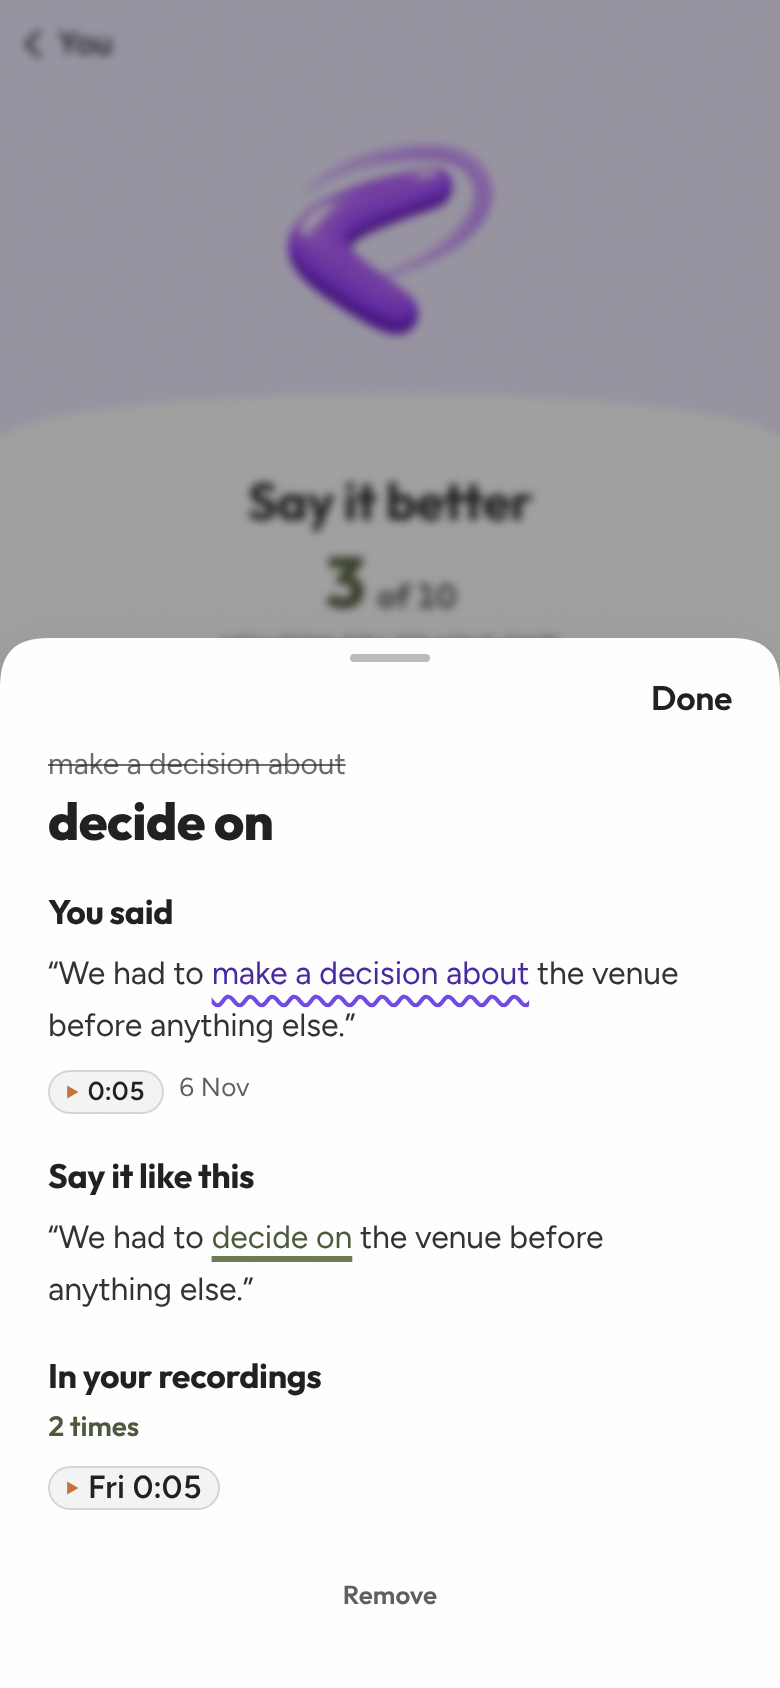 You
Say it better
3 of 10
Done
make a decision about
decide on
You said
“We had to make a decision about the venue
before anything else.”
0:05 6 Nov
Say it like this
“We had to decide on the venue before
anything else.”
In your recordings
2 times
Fri 0:05
Remove